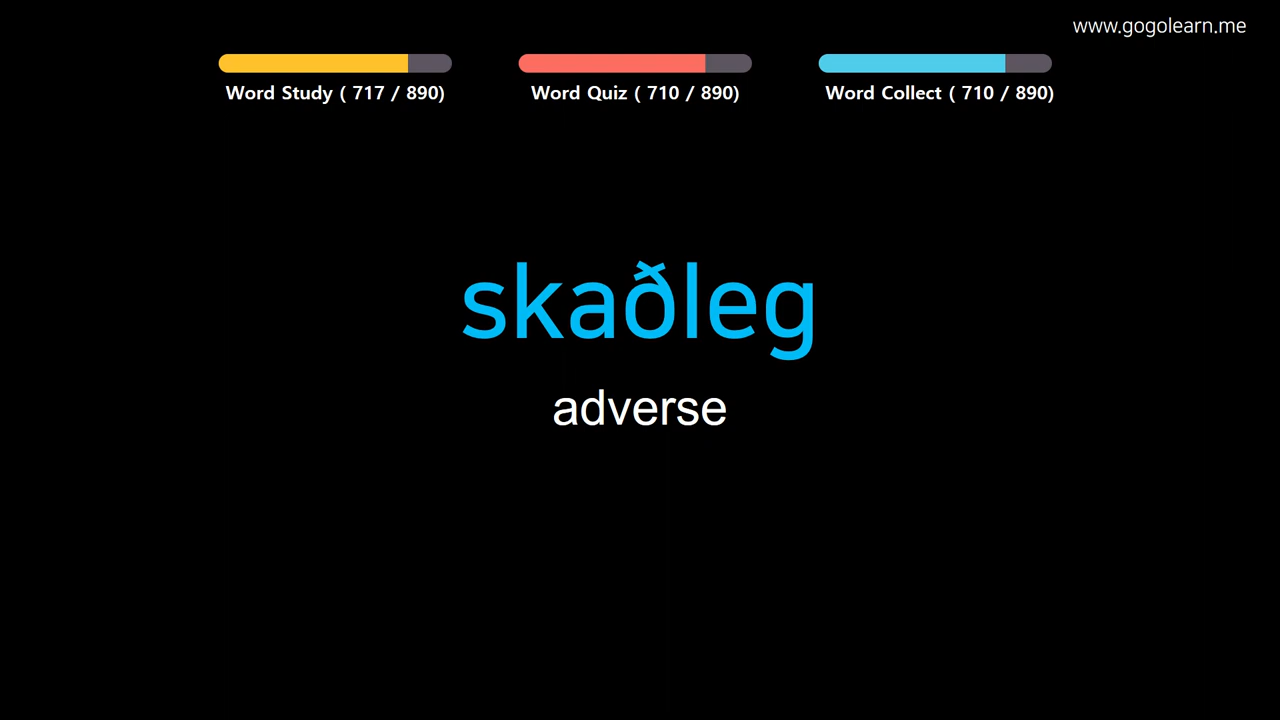 www.gogolearn.me
Word Study ( 717 / 890)
Word Quiz ( 710 / 890)
Word Collect ( 710 / 890)
skaðleg
adverse